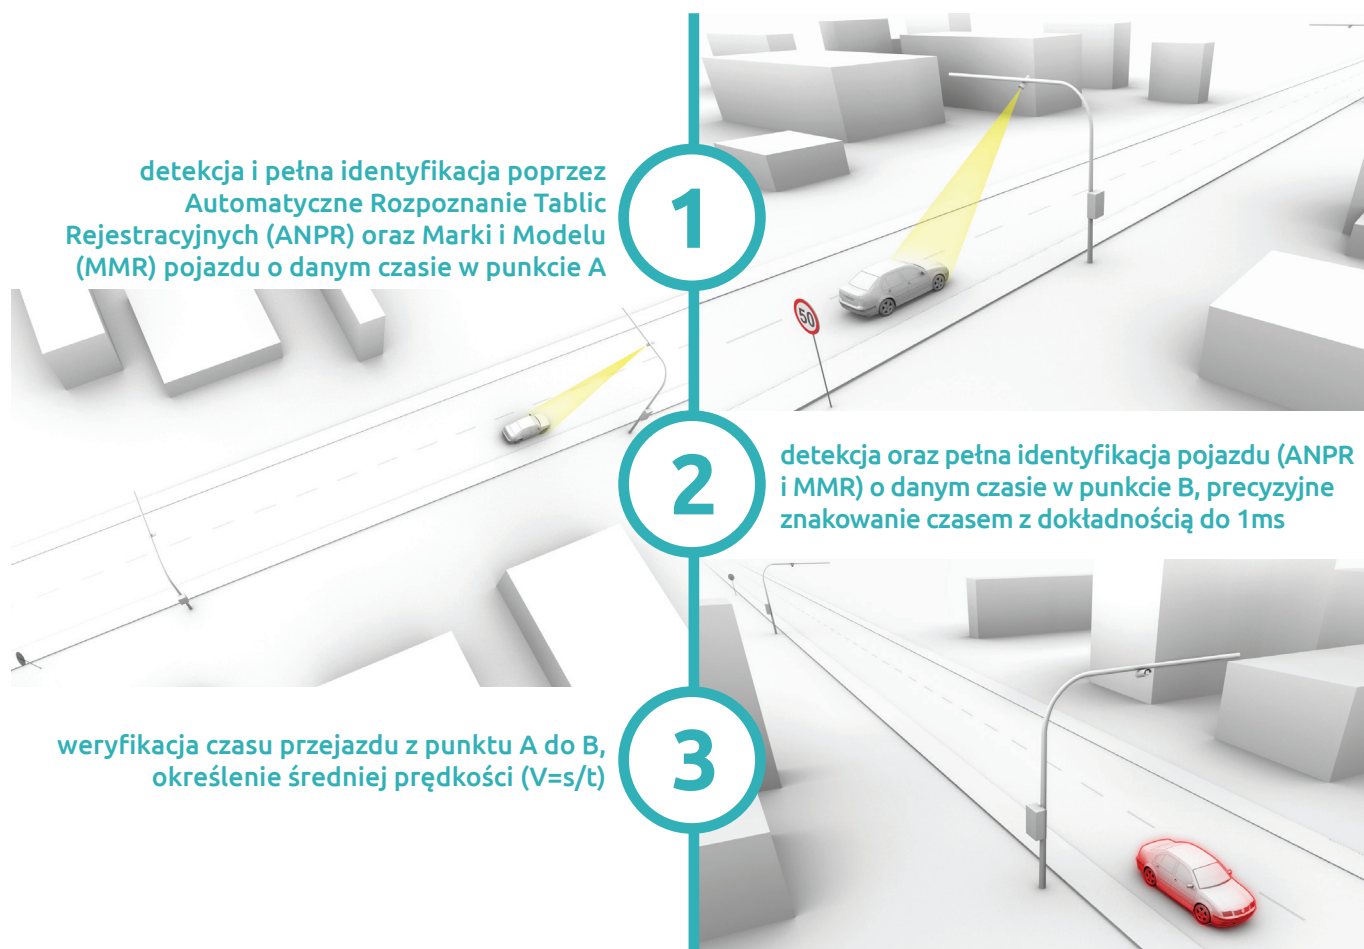 detekcja i pełna identyfikacja poprzez
Automatyczne Rozpoznanie Tablic
Rejestracyjnych (ANPR) oraz Marki i Modelu
(MMR) pojazdu o danym czasie w punkcie A
1
50
2
detekcja oraz pełna identyfikacja pojazdu (ANPR
i MMR) o danym czasie w punkcie B, precyzyjne
znakowanie czasem z dokładnością do 1ms
weryfikacja czasu przejazdu z punktu A do B,
określenie średniej prędkości (V=s/t)
3